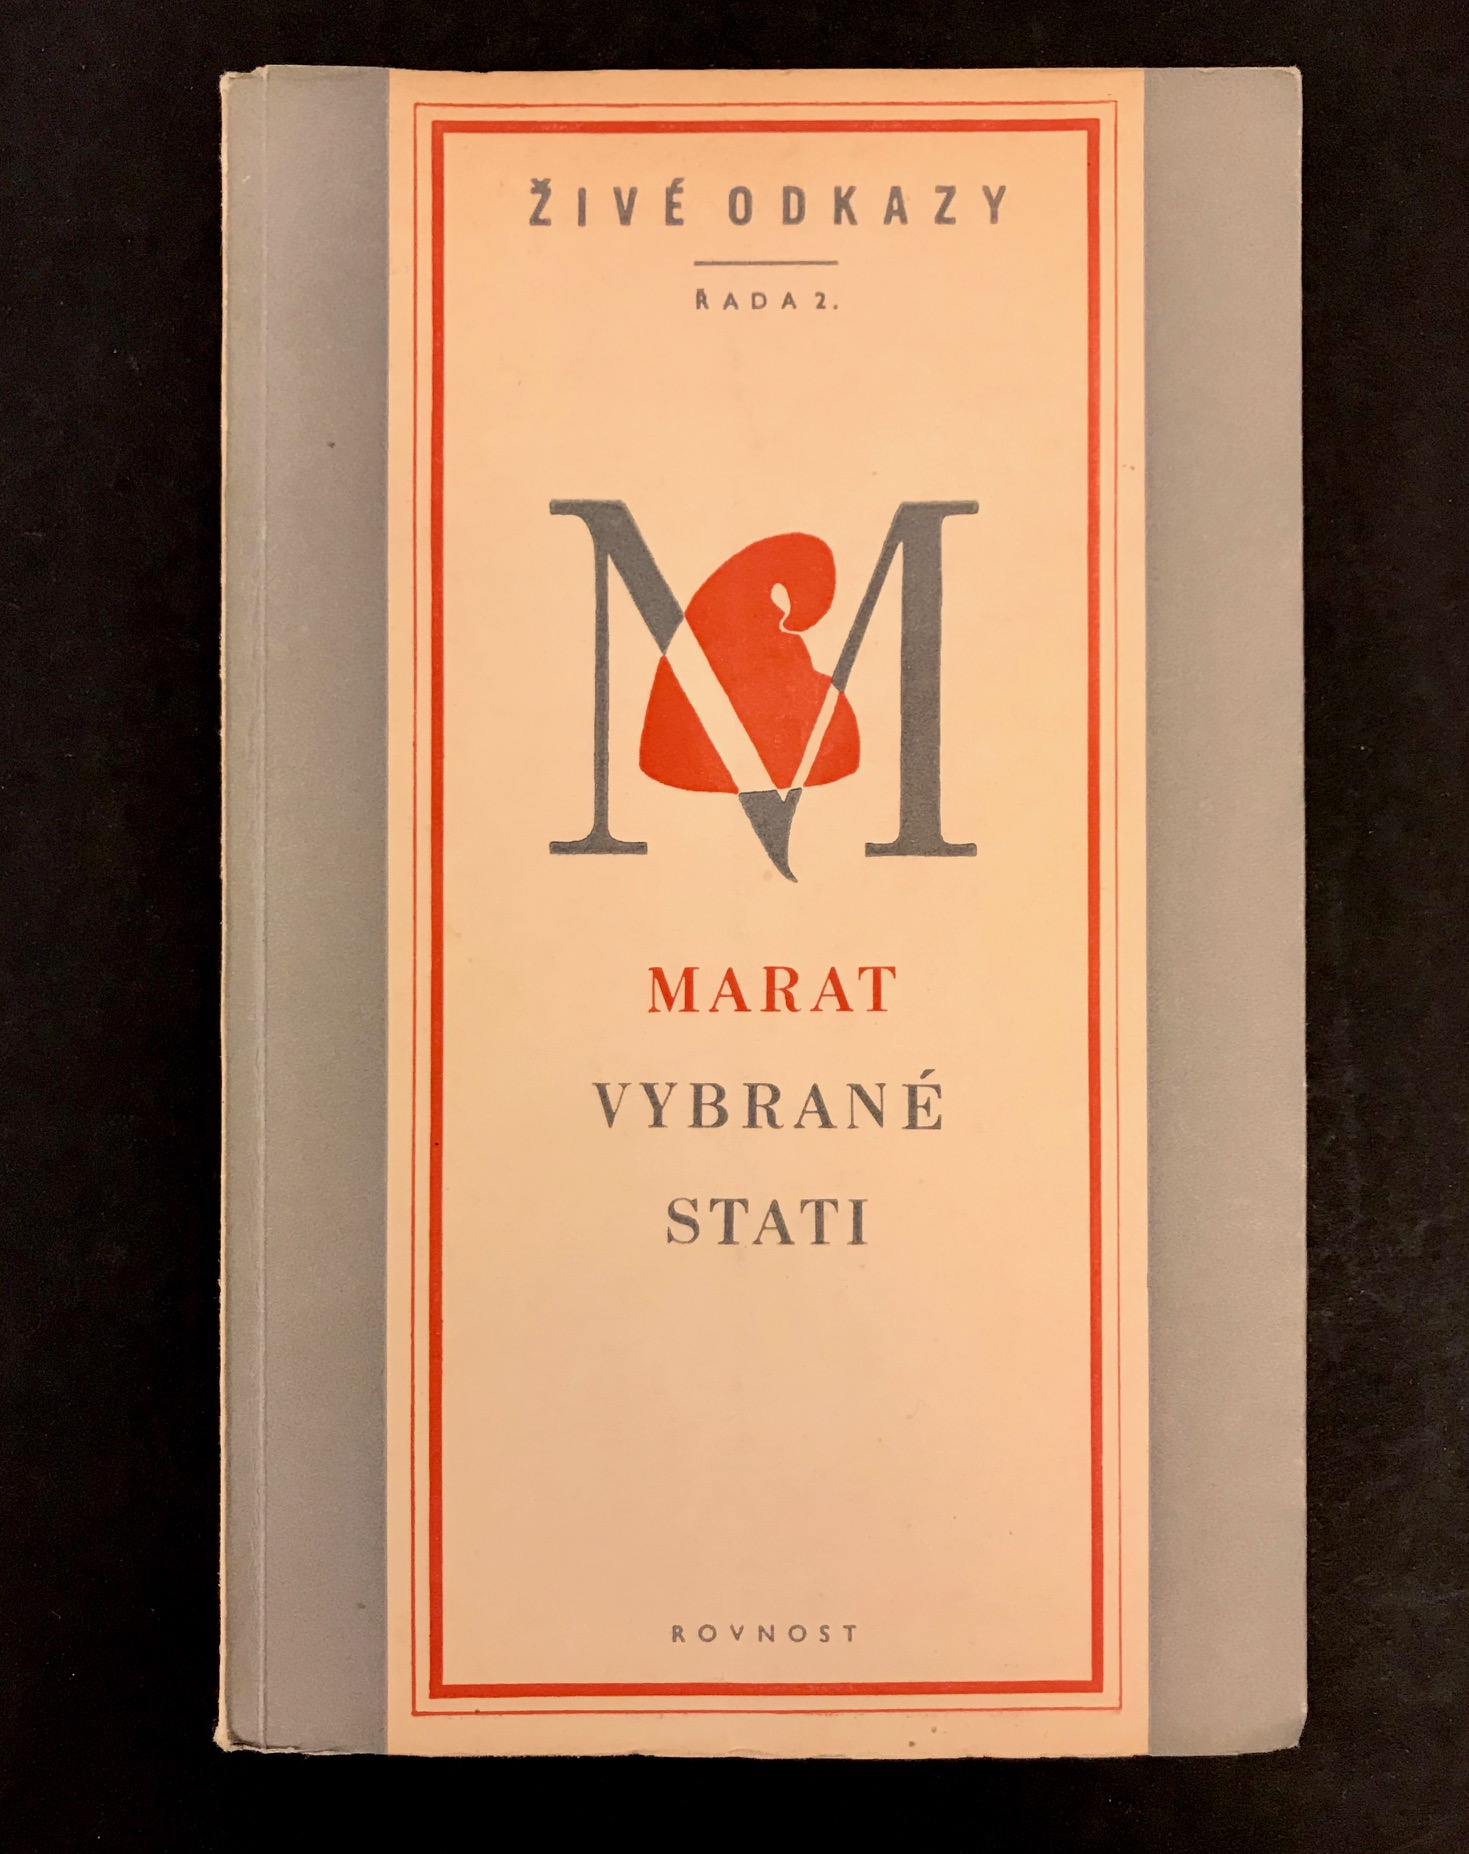 ŽIVÉ ODKAZY
ŘADA 2.
M
MARAT
VYBRANÉ
STATI
ROVNOST